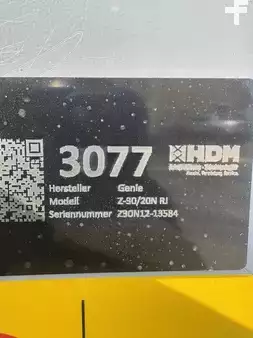 3077
HDM
Hersteller Genie
Modell Z-30/20N RJ
Seriennummer Z30N12-13584